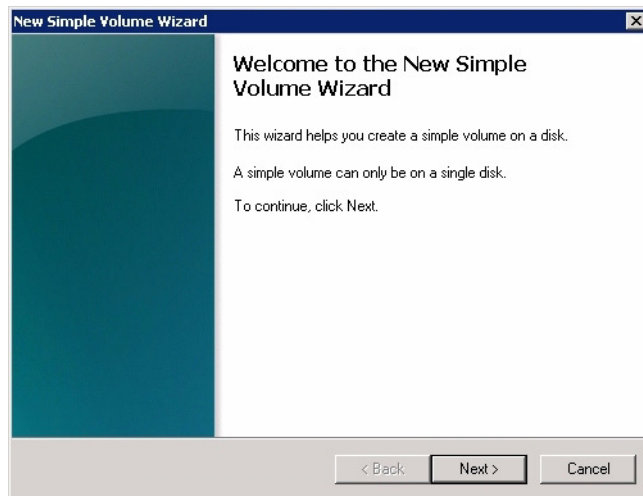 New Simple Volume Wizard
Welcome to the New Simple
Volume Wizard
This wizard helps you create a simple volume on a disk.
A simple volume can only be on a single disk.
To continue, click Next.
< Back Next > Cancel